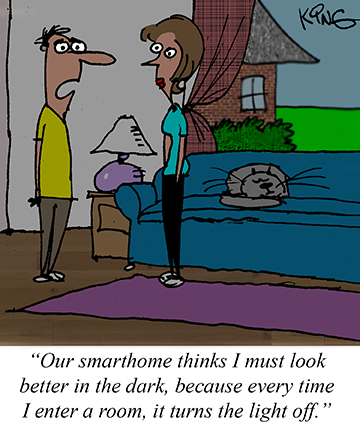 KING
“Our smarthome thinks I must look
better in the dark, because every time
I enter a room, it turns the light off.”